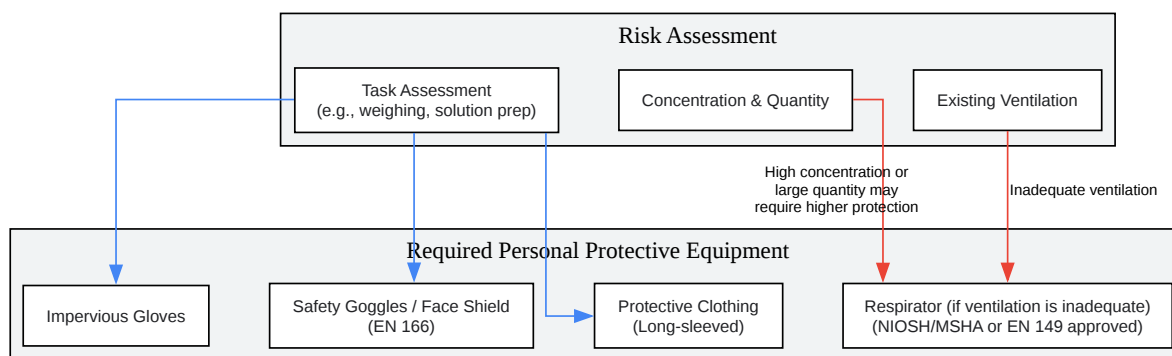 Risk Assessment
Task Assessment
(e.g., weighing, solution prep)
Concentration & Quantity
Existing Ventilation
High concentration or
large quantity may
require higher protection
Inadequate ventilation
Required Personal Protective Equipment
Impervious Gloves
Safety Goggles / Face Shield
(EN 166)
Protective Clothing
(Long-sleeved)
Respirator (if ventilation is inadequate)
(NIOSH/MSHA or EN 149 approved)